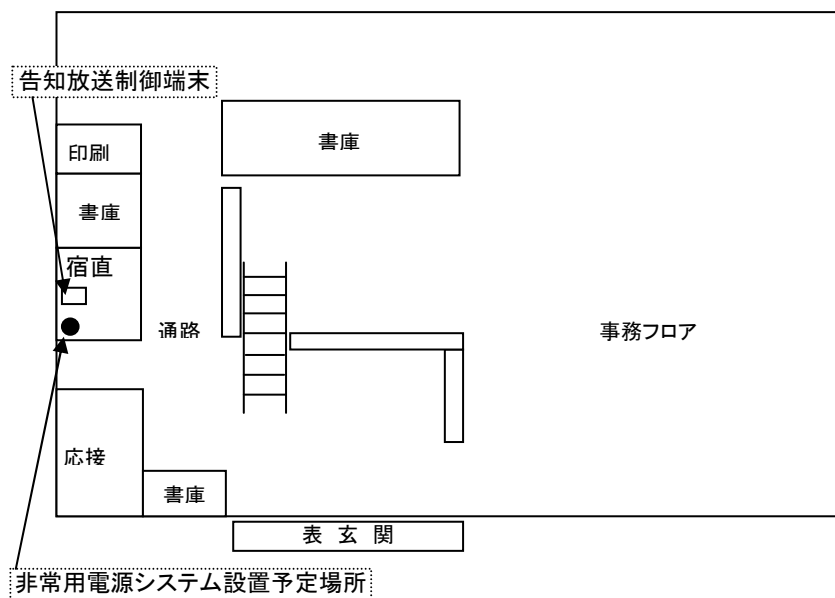 告知放送制御端末
書庫
印刷
書庫
宿直
通路
事務フロア
応接
書庫
表 玄 関
非常用電源システム設置予定場所